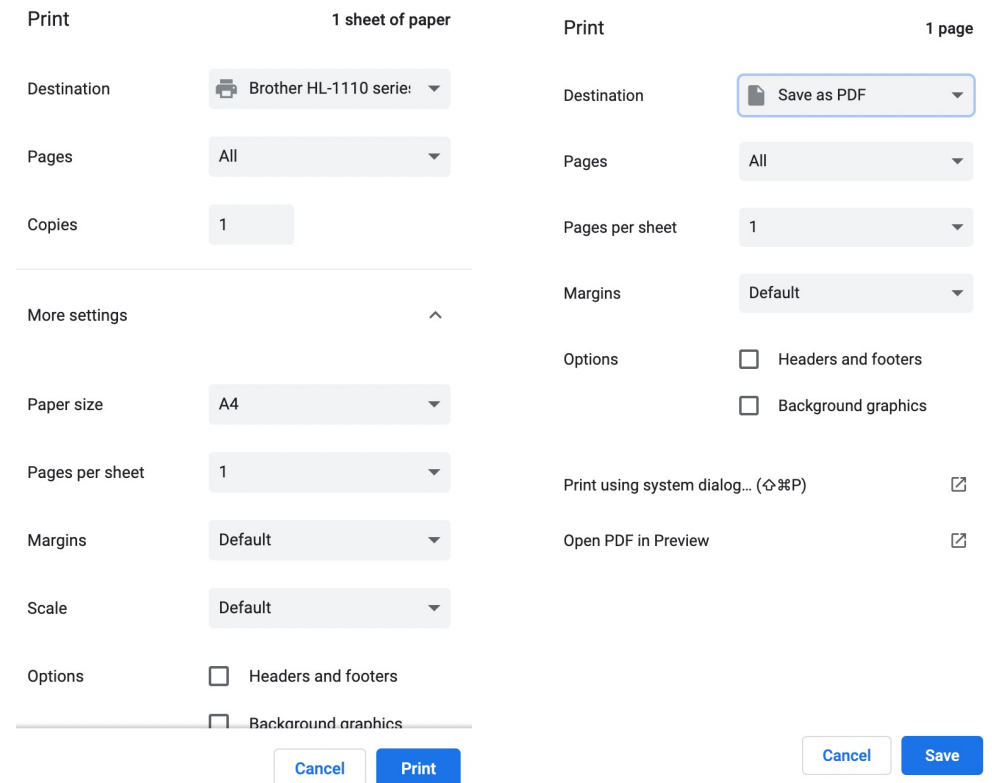 Print 1 sheet of paper
Destination Brother HL-1110 series
Pages All
Copies 1
More settings
Paper size A4
Pages per sheet 1
Margins Default
Scale Default
Options Headers and footers
Background graphics
Cancel Print
Print 1 page
Destination Save as PDF
Pages All
Pages per sheet 1
Margins Default
Options Headers and footers
Background graphics
Print using system dialog... (⇧⌘P)
Open PDF in Preview
Cancel Save